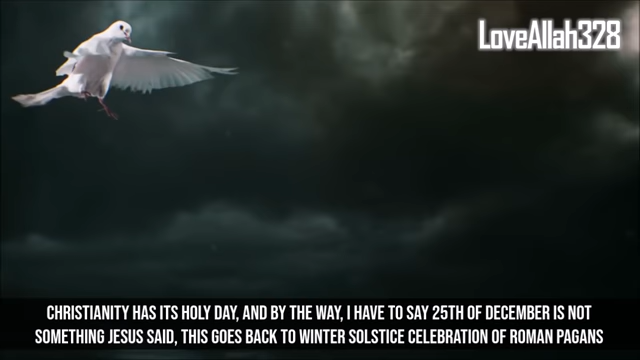 LoveAllah328
CHRISTIANITY HAS ITS HOLY DAY, AND BY THE WAY, I HAVE TO SAY 25TH OF DECEMBER IS NOT
SOMETHING JESUS SAID, THIS GOES BACK TO WINTER SOLSTICE CELEBRATION OF ROMAN PAGANS